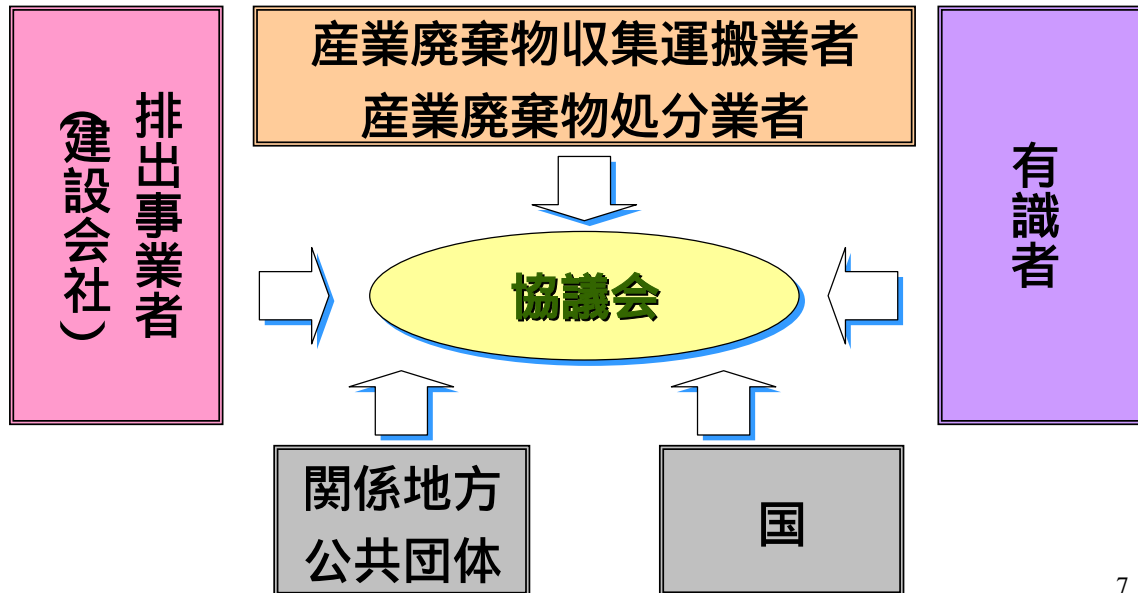 産業廃棄物収集運搬業者
産業廃棄物処分業者
排出事業者
(建設会社)
有識者
協議会
関係地方
公共団体
国
7